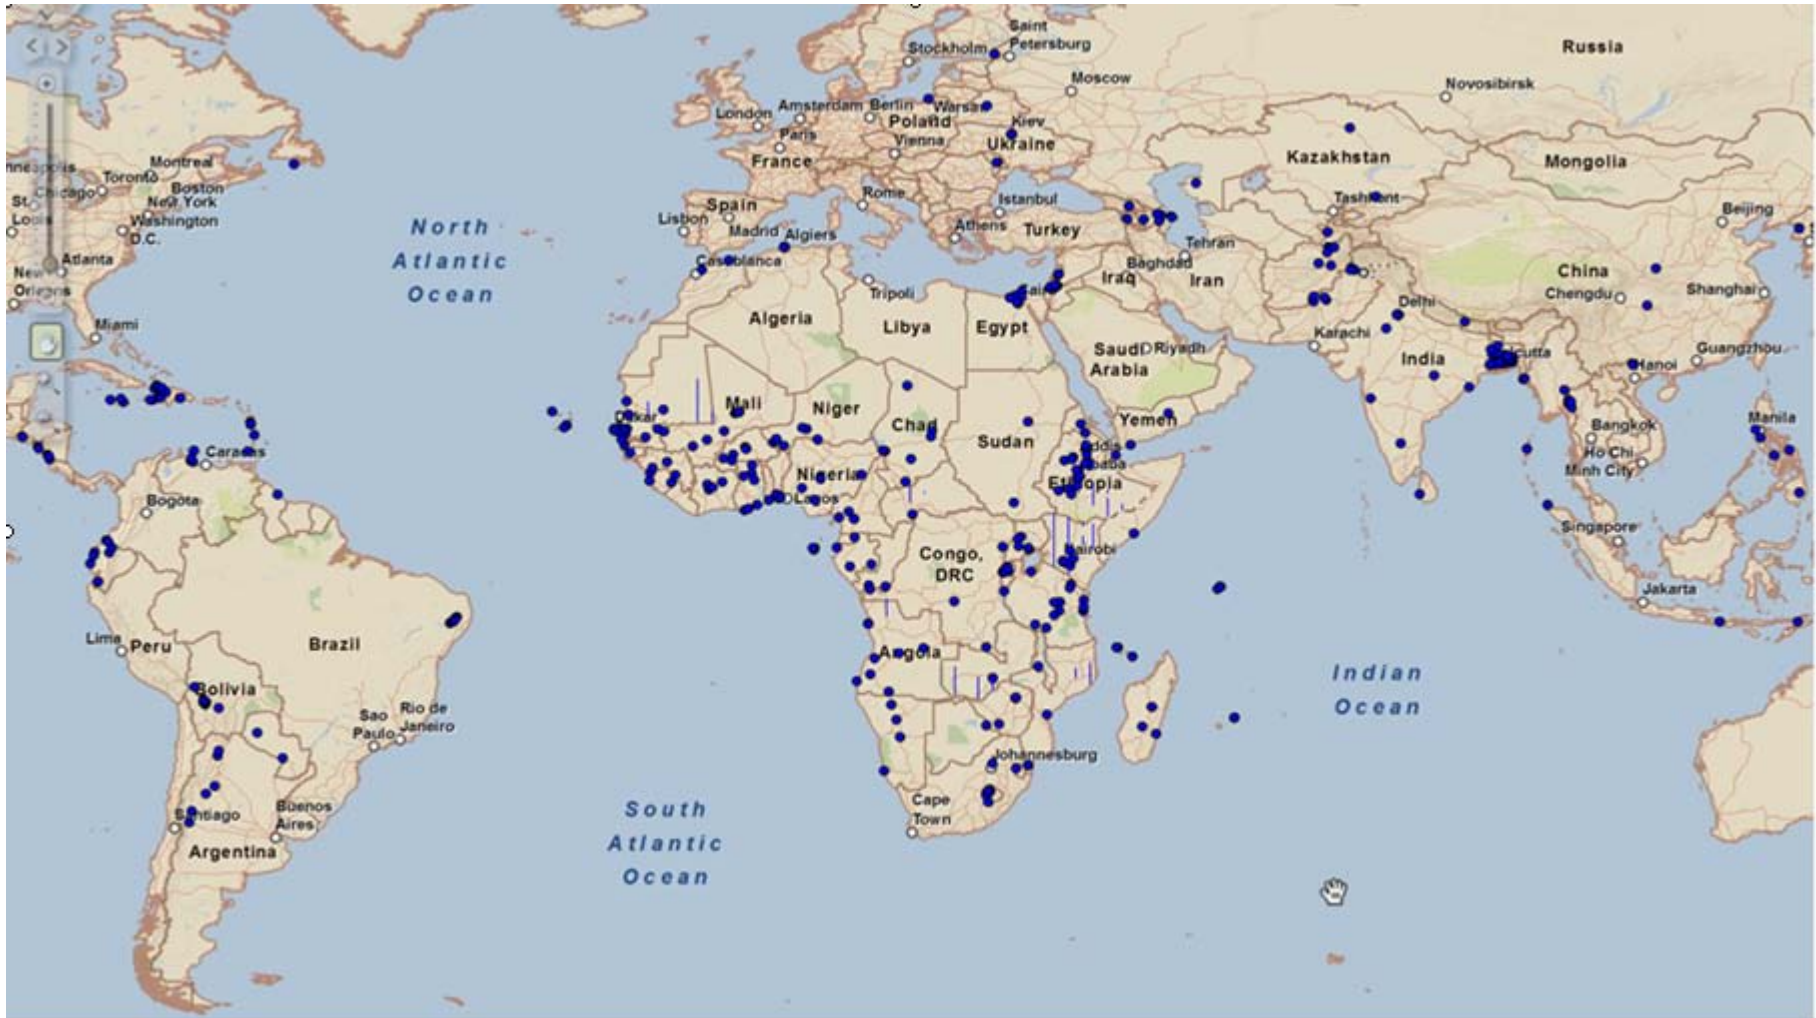 Saint
Petersburg
Stockholm
Russia
Moscow
Novosibirsk
Amsterdam
Berlin
London
Poland
Kiev
Paris
Vienna
Ukraine
France
Kazakhstan
Mongolia
Montreal
Toronto
Chicago
Boston
New York
St.
Louis
Washington
D.C.
Rome
Istanbul
Spain
Lisbon
Madrid
Algiers
Athens
Turkey
Tashkent
Beijing
North
Atlantic
Ocean
Tehran
Casablanca
Baghdad
Iraq
Iran
China
Atlanta
New
Orleans
Tripoli
Chengdu
Shanghai
Delhi
Miami
Algeria
Libya
Egypt
Karachi
Saudi
Arabia
Riyadh
India
Hanoi
Guangzhou
Mali
Niger
Chad
Sudan
Yemen
Manila
Bangkok
Caracas
Nigeria
Ethiopia
Ho Chi
Minh City
Bogota
Lagos
Singapore
Congo,
DRC
Nairobi
Jakarta
Lima
Peru
Brazil
Angola
Indian
Ocean
Bolivia
Sao
Paulo
Rio de
Janeiro
Johannesburg
Santiago
Buenos
Aires
Cape
Town
South
Atlantic
Ocean
Argentina